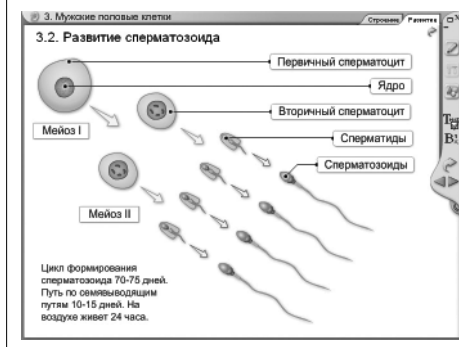 3. Мужские половые клетки
Строение
Развитие
3.2. Развитие сперматозоида
Первичный сперматоцит
Ядро
Мейоз I
Вторичный сперматоцит
Сперматиды
Сперматозоиды
Мейоз II
Цикл формирования
сперматозоида 70-75 дней.
Путь по семявыводящим
путям 10-15 дней. На
воздухе живет 24 часа.